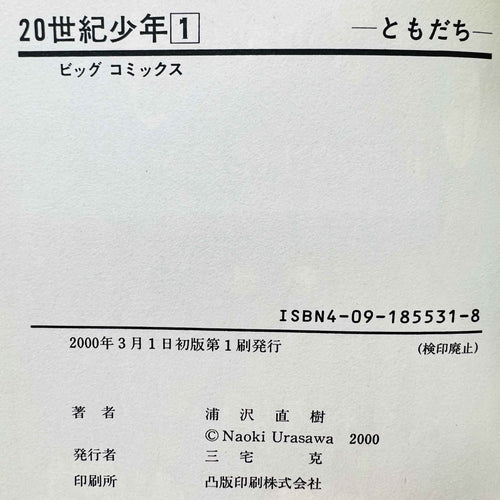 20世紀少年1 ―ともだち―
ビッグ コミックス
ISBN4-09-185531-8
2000年3月1日初版第1刷発行 (検印廃止)
著者 浦沢直樹
©Naoki Urasawa 2000
発行者 三宅克
印刷所 凸版印刷株式会社